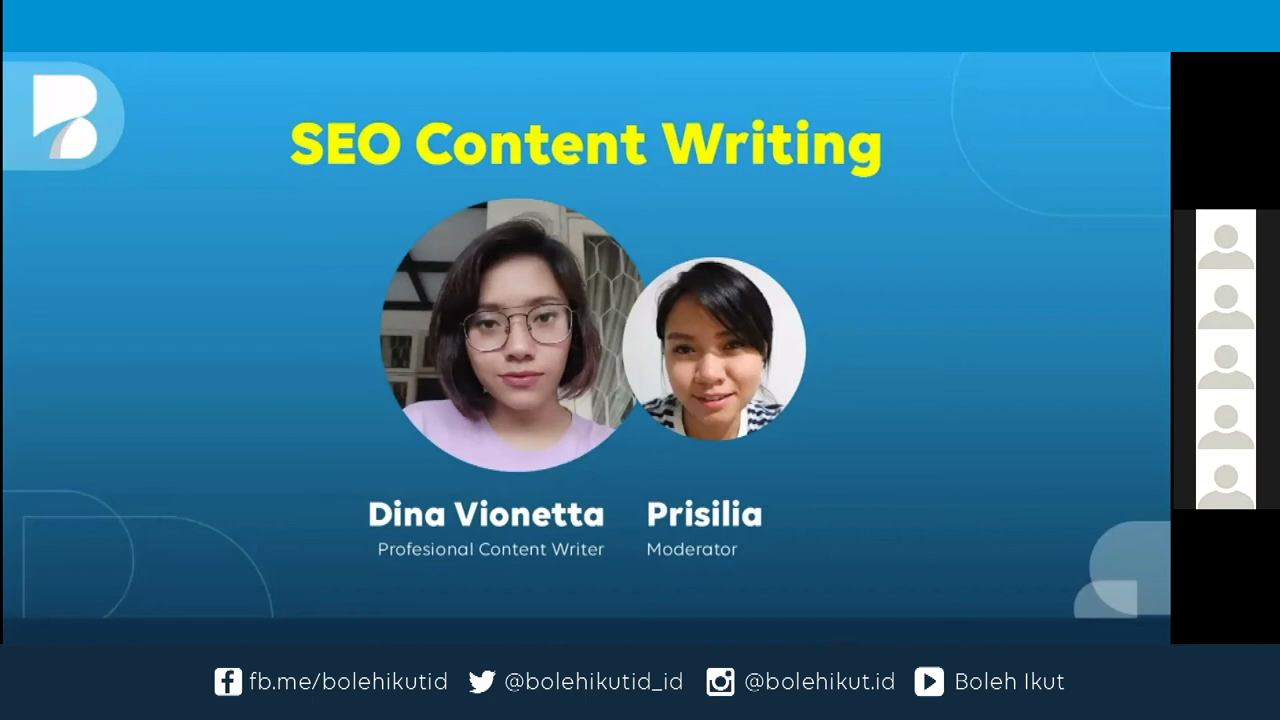 SEO Content Writing
Dina Vionetta
Profesional Content Writer
Prisilia
Moderator
fb.me/bolehikutid @bolehikutid_id @bolehikut.id Boleh Ikut